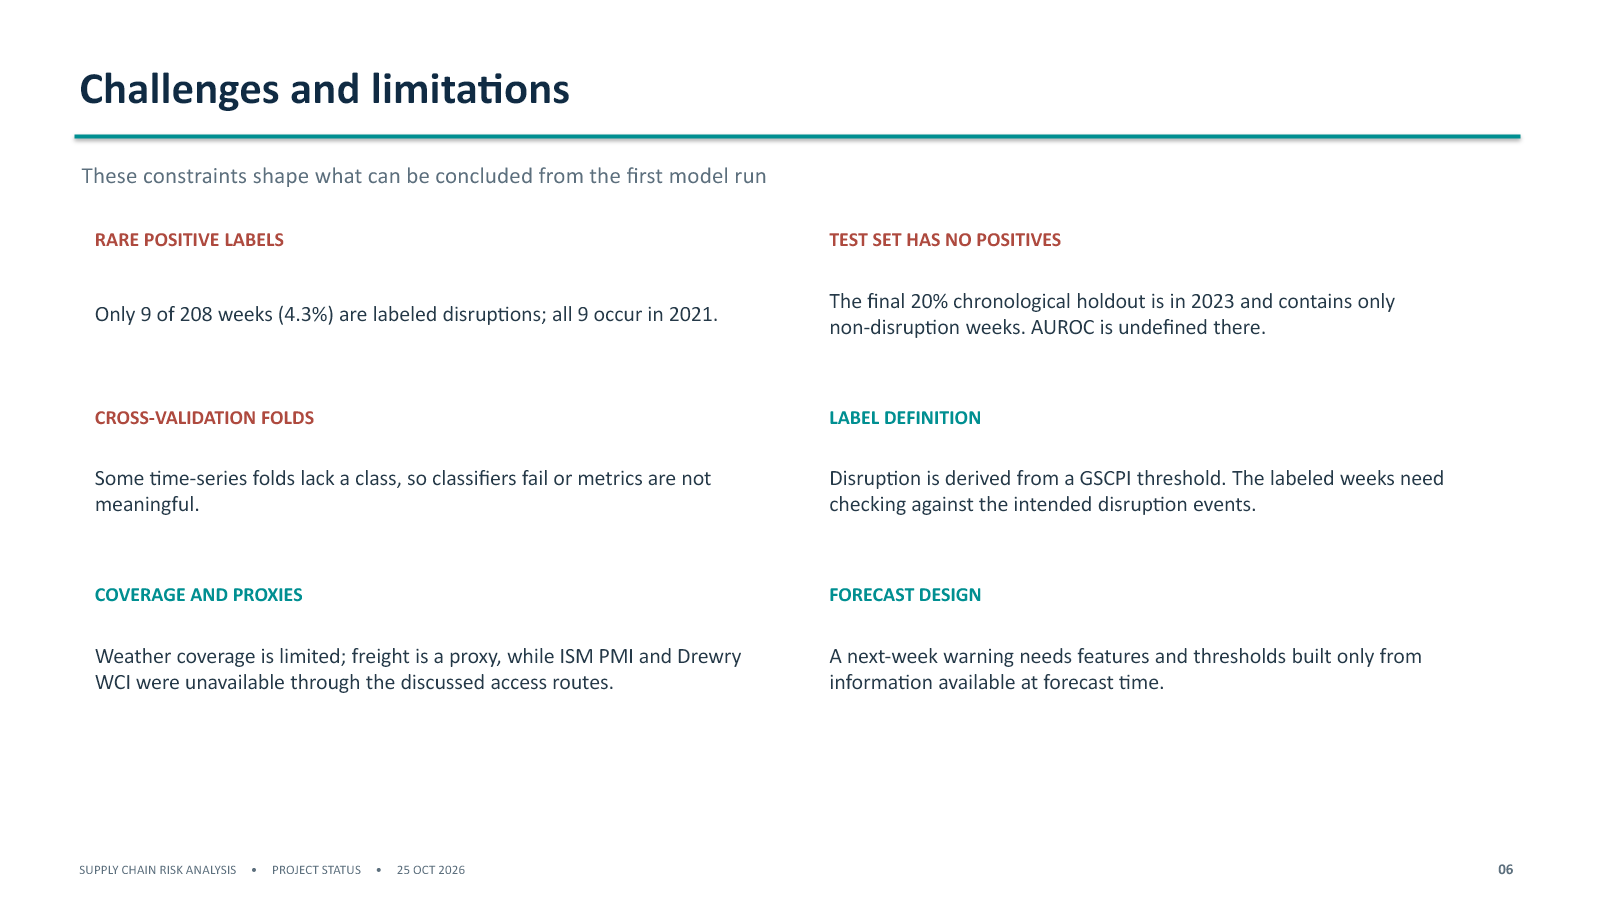 Challenges and limitations
These constraints shape what can be concluded from the first model run
RARE POSITIVE LABELS
Only 9 of 208 weeks (4.3%) are labeled disruptions; all 9 occur in 2021.
TEST SET HAS NO POSITIVES
The final 20% chronological holdout is in 2023 and contains only
non-disruption weeks. AUROC is undefined there.
CROSS-VALIDATION FOLDS
Some time-series folds lack a class, so classifiers fail or metrics are not
meaningful.
LABEL DEFINITION
Disruption is derived from a GSCPI threshold. The labeled weeks need
checking against the intended disruption events.
COVERAGE AND PROXIES
Weather coverage is limited; freight is a proxy, while ISM PMI and Drewry
WCI were unavailable through the discussed access routes.
FORECAST DESIGN
A next-week warning needs features and thresholds built only from
information available at forecast time.
SUPPLY CHAIN RISK ANALYSIS • PROJECT STATUS • 25 OCT 2026
06